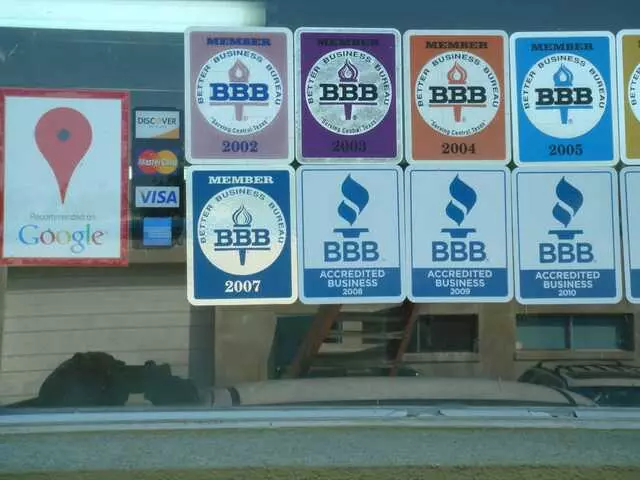 MEMBER
BETTER BUSINESS BUREAU
BBB
"Serving Central Texas"
2002
MEMBER
BETTER BUSINESS BUREAU
BBB
"Serving Central Texas"
2003
MEMBER
BETTER BUSINESS BUREAU
BBB
"Serving Central Texas"
2004
MEMBER
BETTER BUSINESS BUREAU
BBB
2005
Recommended on
Google
DISCOVER
MasterCard
VISA
MEMBER
BETTER BUSINESS BUREAU
BBB
2007
BBB
ACCREDITED
BUSINESS
2008
BBB
ACCREDITED
BUSINESS
2009
BBB
ACCREDITED
BUSINESS
2010